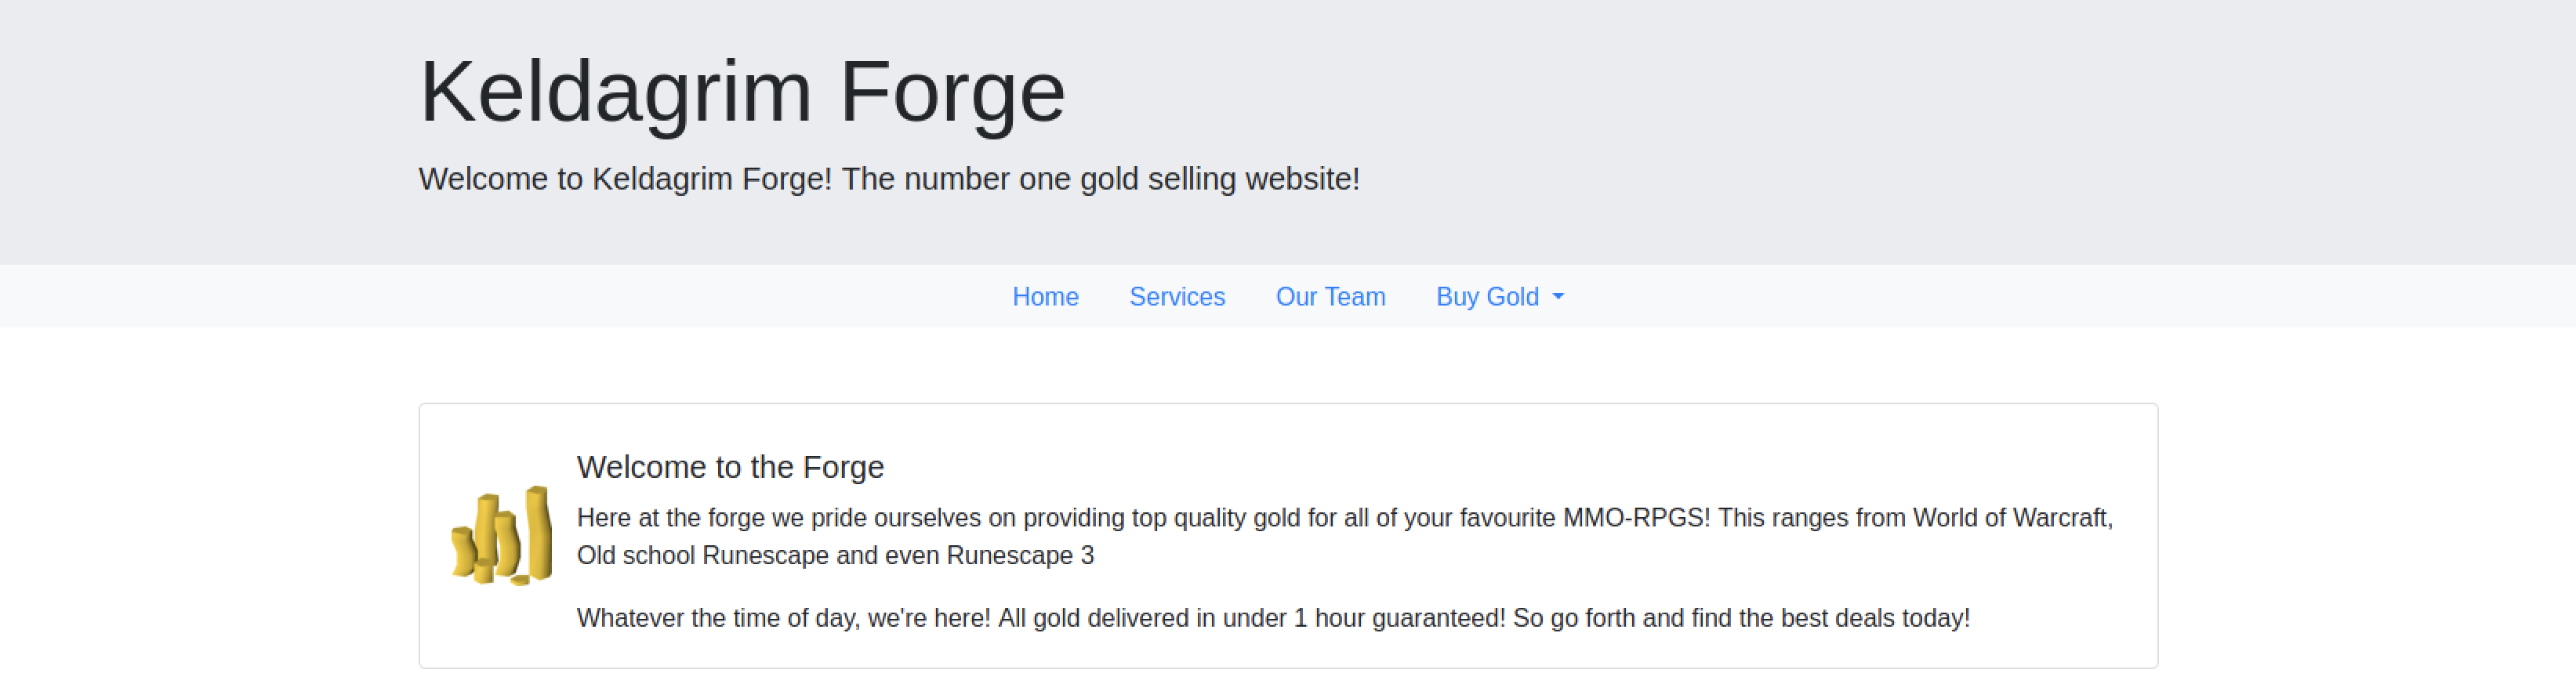 Keldagrim Forge
Welcome to Keldagrim Forge! The number one gold selling website!
Home Services Our Team Buy Gold
Welcome to the Forge
Here at the forge we pride ourselves on providing top quality gold for all of your favourite MMO-RPGS! This ranges from World of Warcraft,
Old school Runescape and even Runescape 3
Whatever the time of day, we're here! All gold delivered in under 1 hour guaranteed! So go forth and find the best deals today!